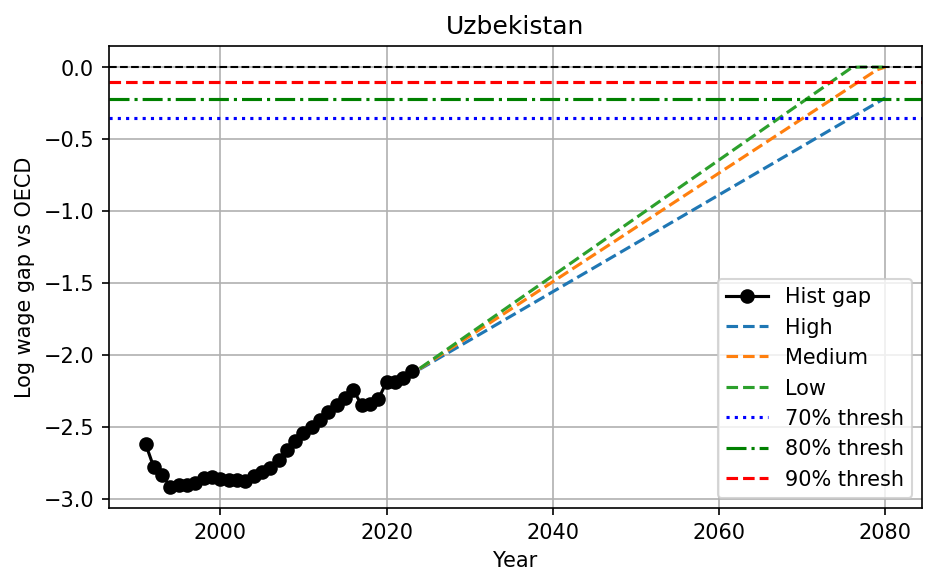 Uzbekistan
Log wage gap vs OECD
0.0
−0.5
−1.0
−1.5
−2.0
−2.5
−3.0
2000
2020
2040
2060
2080
Year
Hist gap
High
Medium
Low
70% thresh
80% thresh
90% thresh